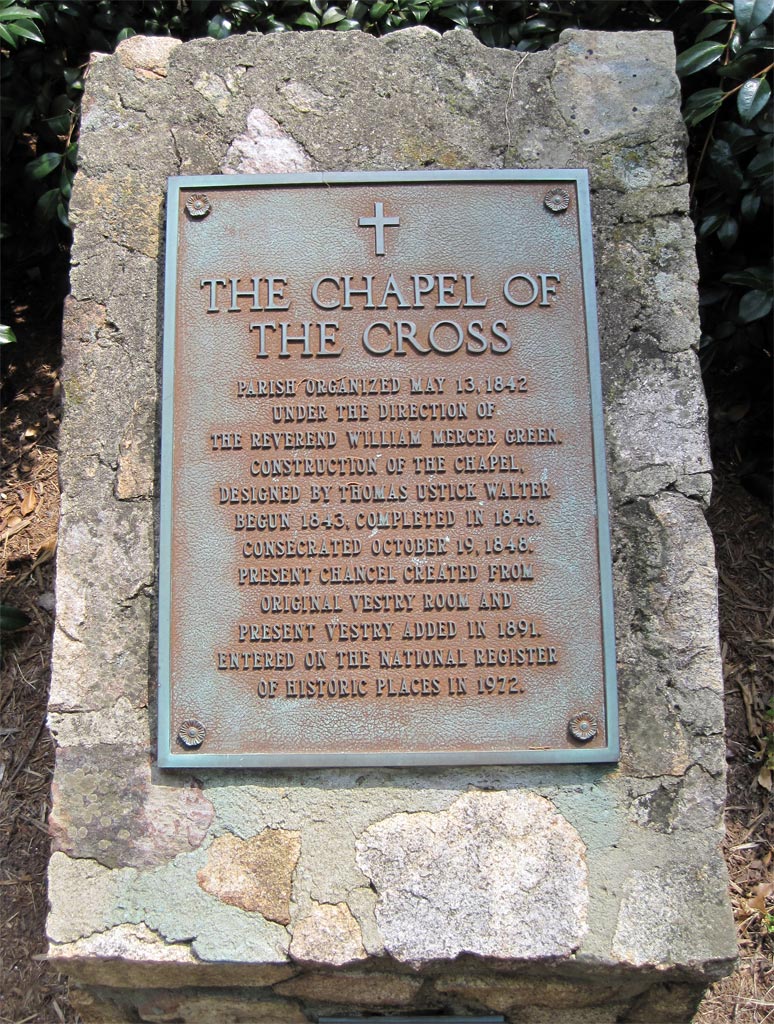 THE CHAPEL OF
THE CROSS
PARISH ORGANIZED MAY 13, 1842
UNDER THE DIRECTION OF
THE REVEREND WILLIAM MERCER GREEN.
CONSTRUCTION OF THE CHAPEL,
DESIGNED BY THOMAS USTICK WALTER
BEGUN 1843, COMPLETED IN 1848.
CONSECRATED OCTOBER 19, 1848.
PRESENT CHANCEL CREATED FROM
ORIGINAL VESTRY ROOM AND
PRESENT VESTRY ADDED IN 1891.
ENTERED ON THE NATIONAL REGISTER
OF HISTORIC PLACES IN 1972.